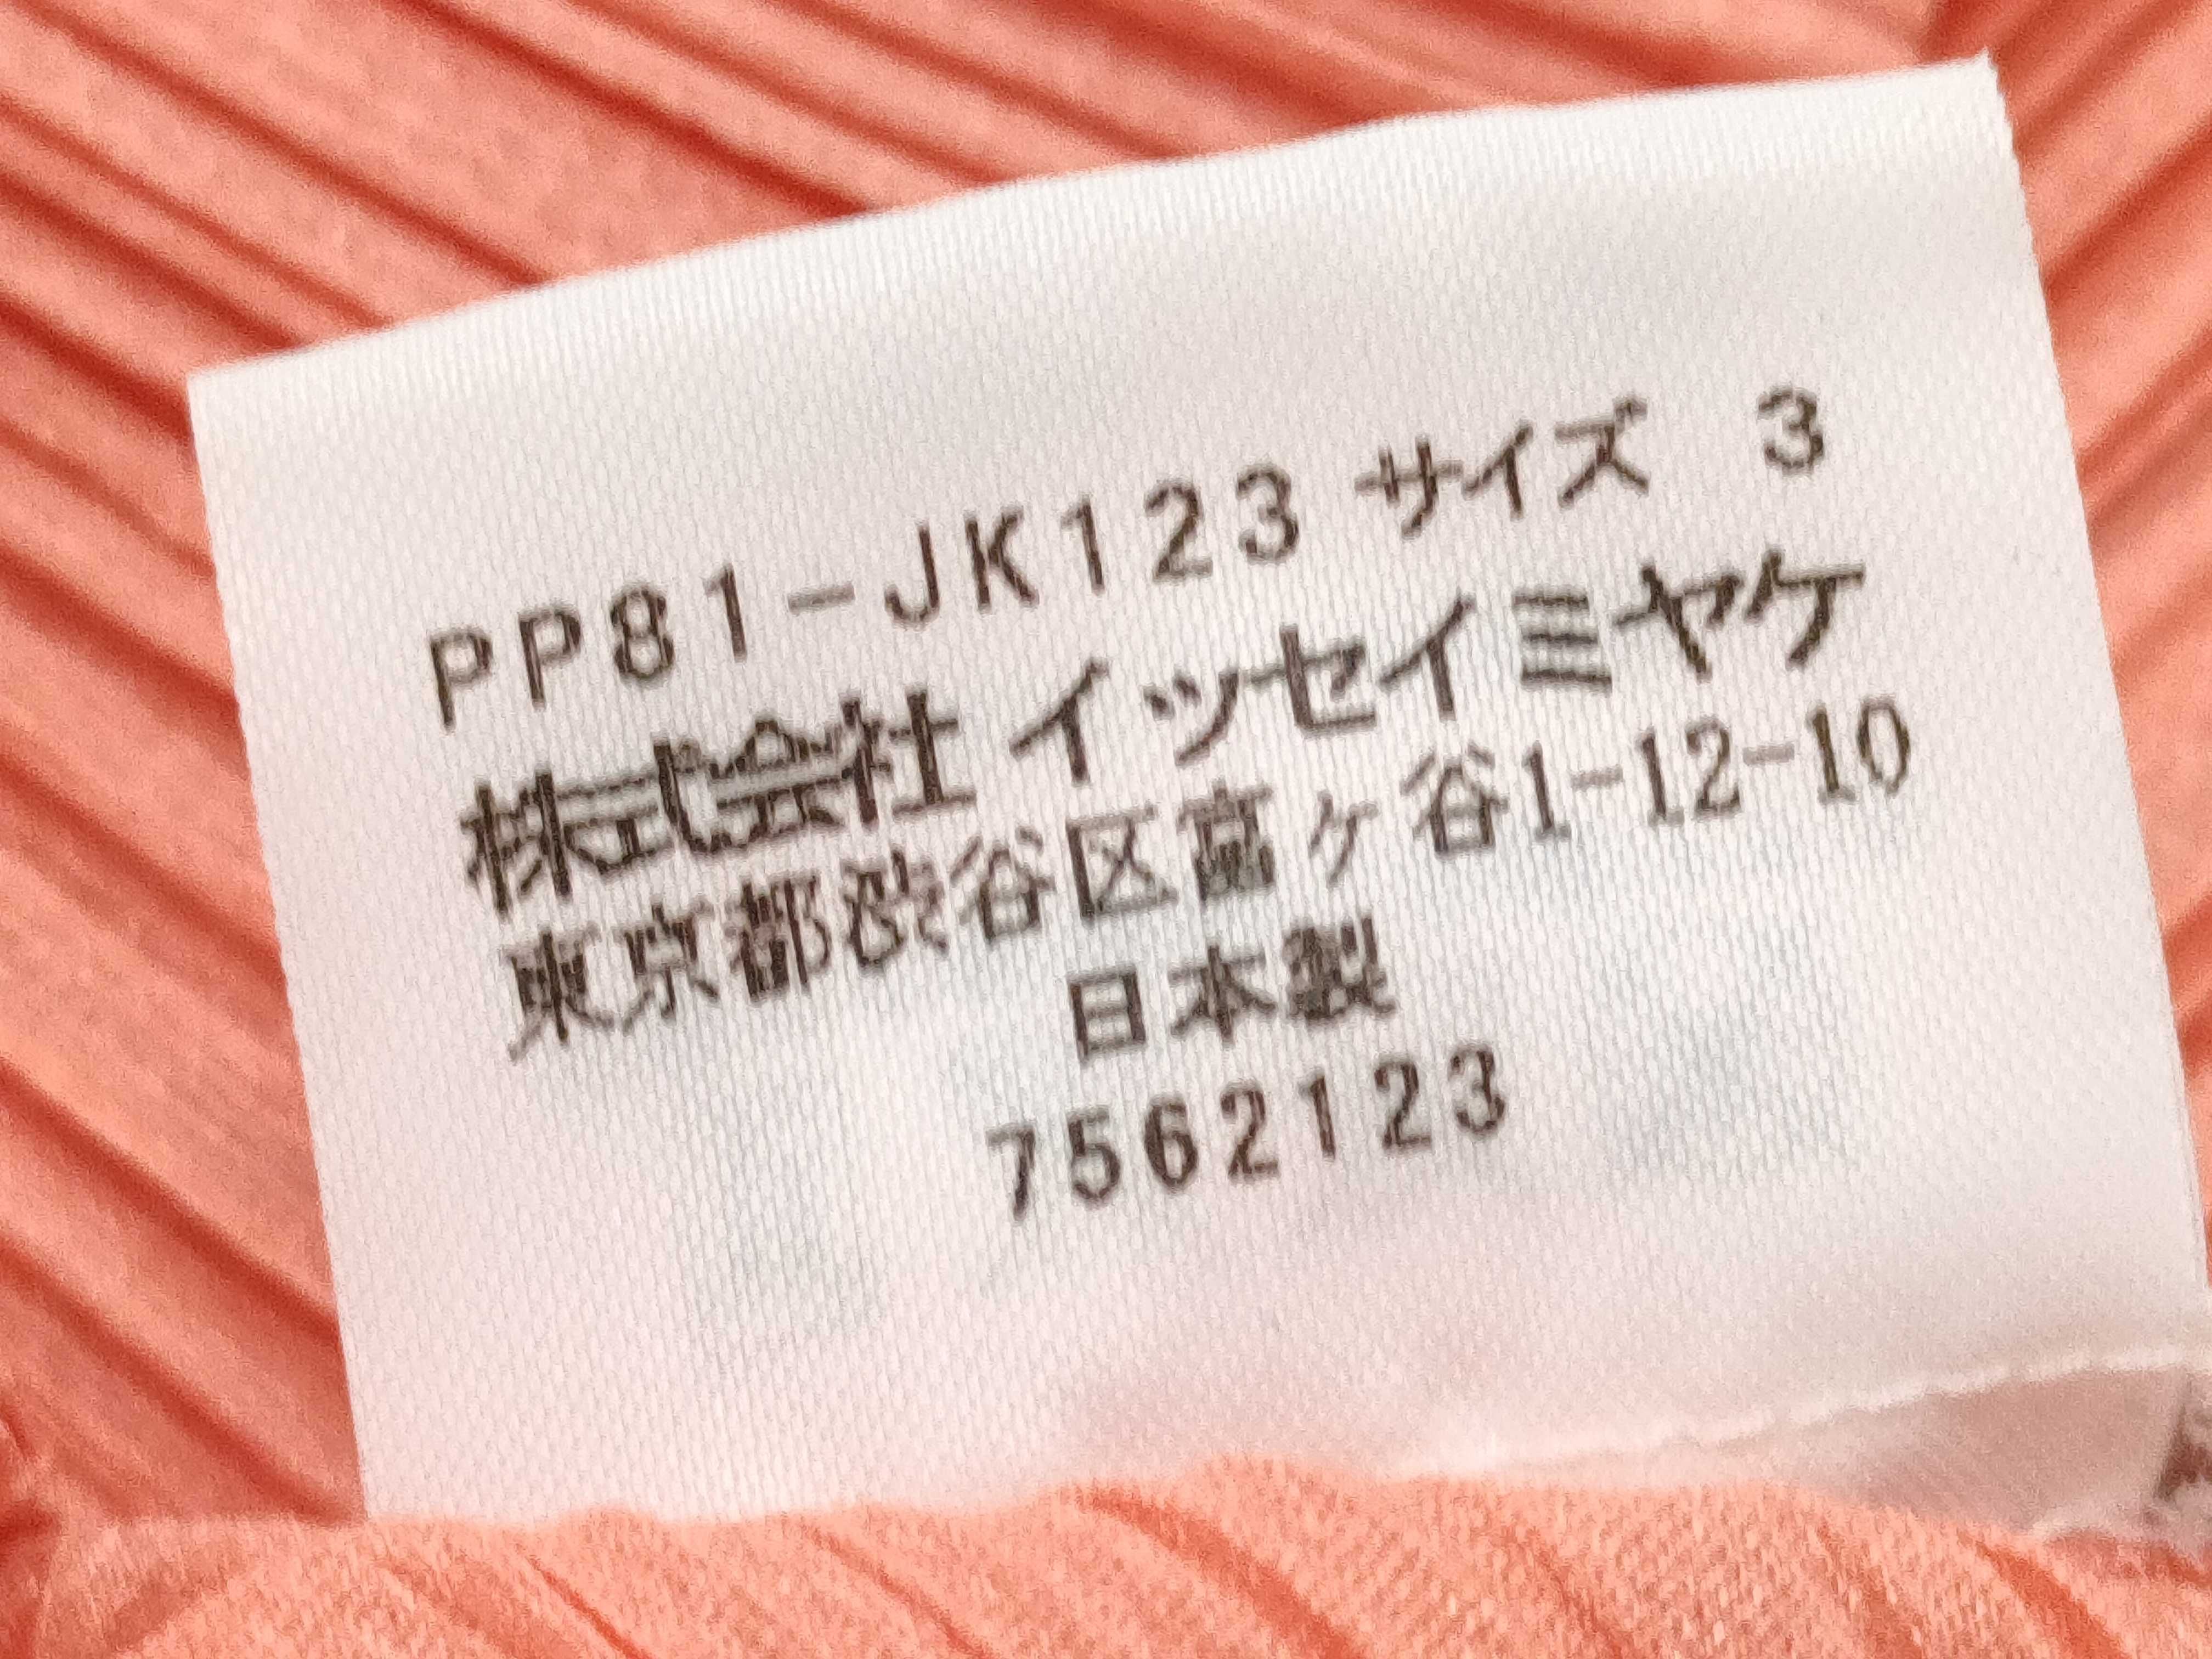 PP81-JK123 サイズ 3
株式会社 イッセイミヤケ
東京都渋谷区富ケ谷1-12-10
日本製
7562123